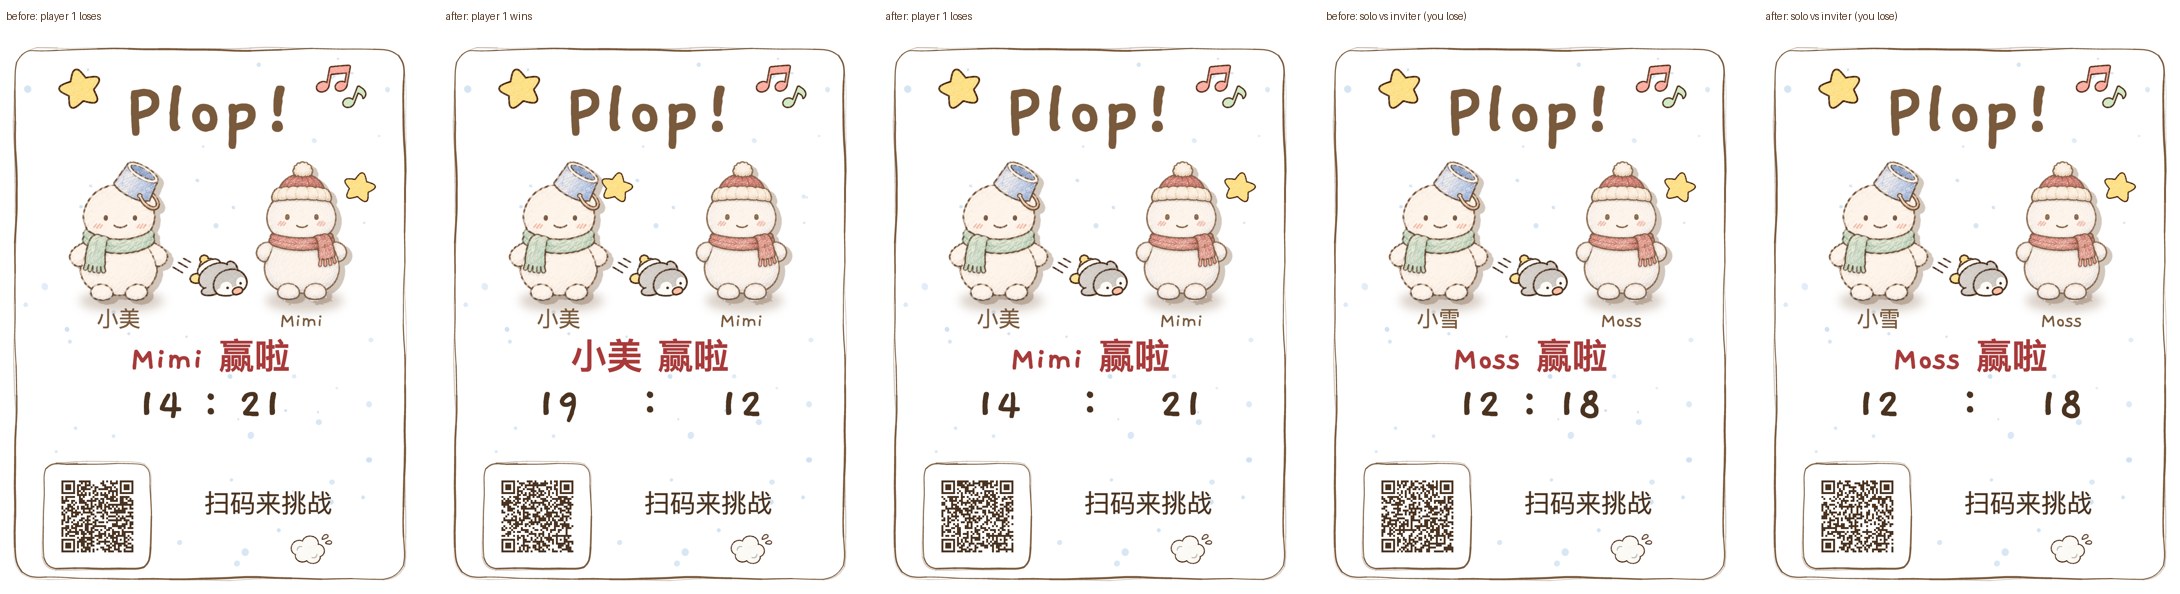 before: player 1 loses
Plop!
小美
Mimi
Mimi 赢啦
14 : 21
扫码来挑战
after: player 1 wins
Plop!
小美
Mimi
小美 赢啦
19 : 12
扫码来挑战
after: player 1 loses
Plop!
小美
Mimi
Mimi 赢啦
14 : 21
扫码来挑战
before: solo vs inviter (you lose)
Plop!
小雪
Moss
Moss 赢啦
12 : 18
扫码来挑战
after: solo vs inviter (you lose)
Plop!
小雪
Moss
Moss 赢啦
12 : 18
扫码来挑战